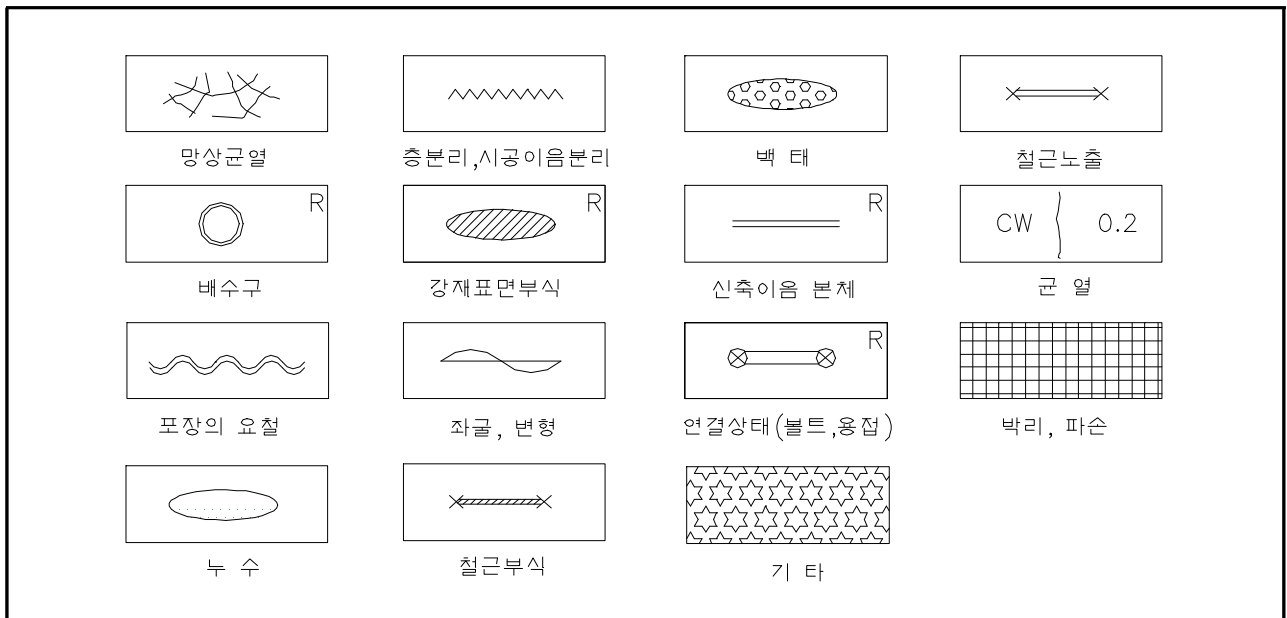 망상균열
층분리,시공이음분리
백 태
철근노출
R
R
R
CW
0.2
배수구
강재표면부식
신축이음 본체
균 열
R
포장의 요철
좌굴, 변형
연결상태(볼트,용접)
박리, 파손
누 수
철근부식
기 타